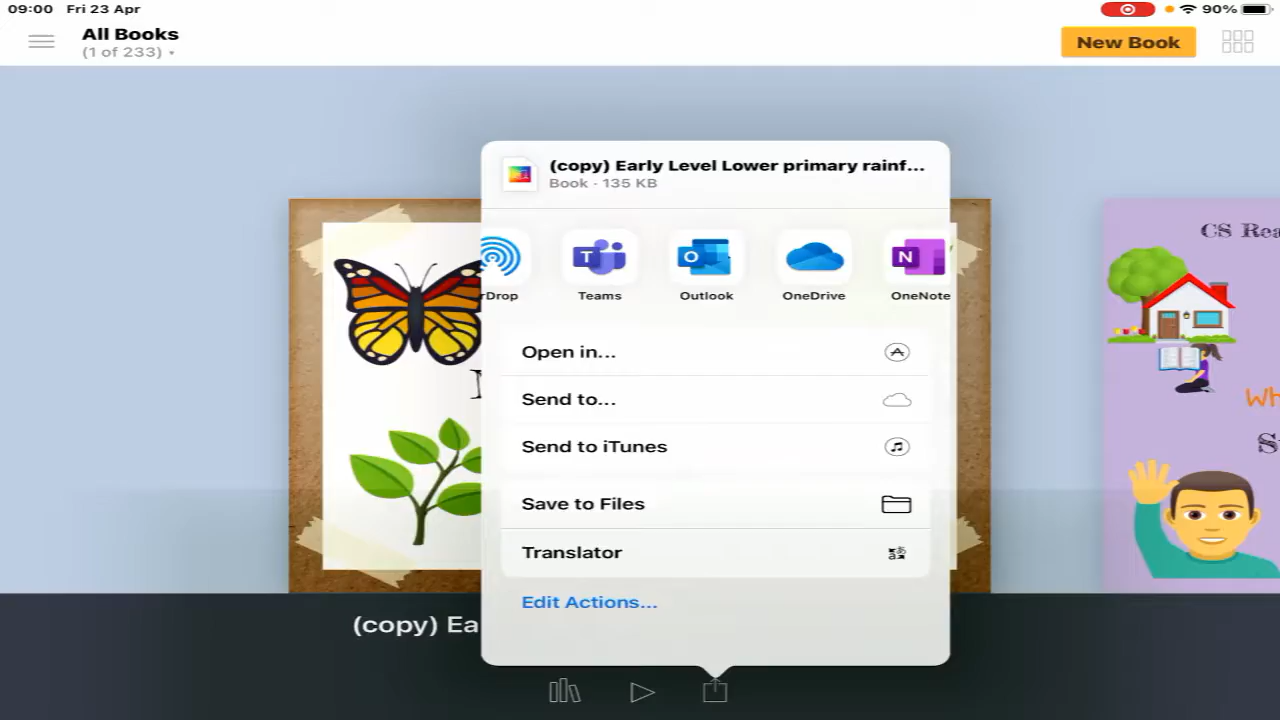 09:00 Fri 23 Apr
90%
All Books
(1 of 233)
New Book
(copy) Early Level Lower primary rainf...
Book · 135 KB
CS Rea
rDrop
Teams
Outlook
OneDrive
OneNote
Open in...
Send to...
Send to iTunes
Save to Files
Translator
Edit Actions...
(copy) Ea